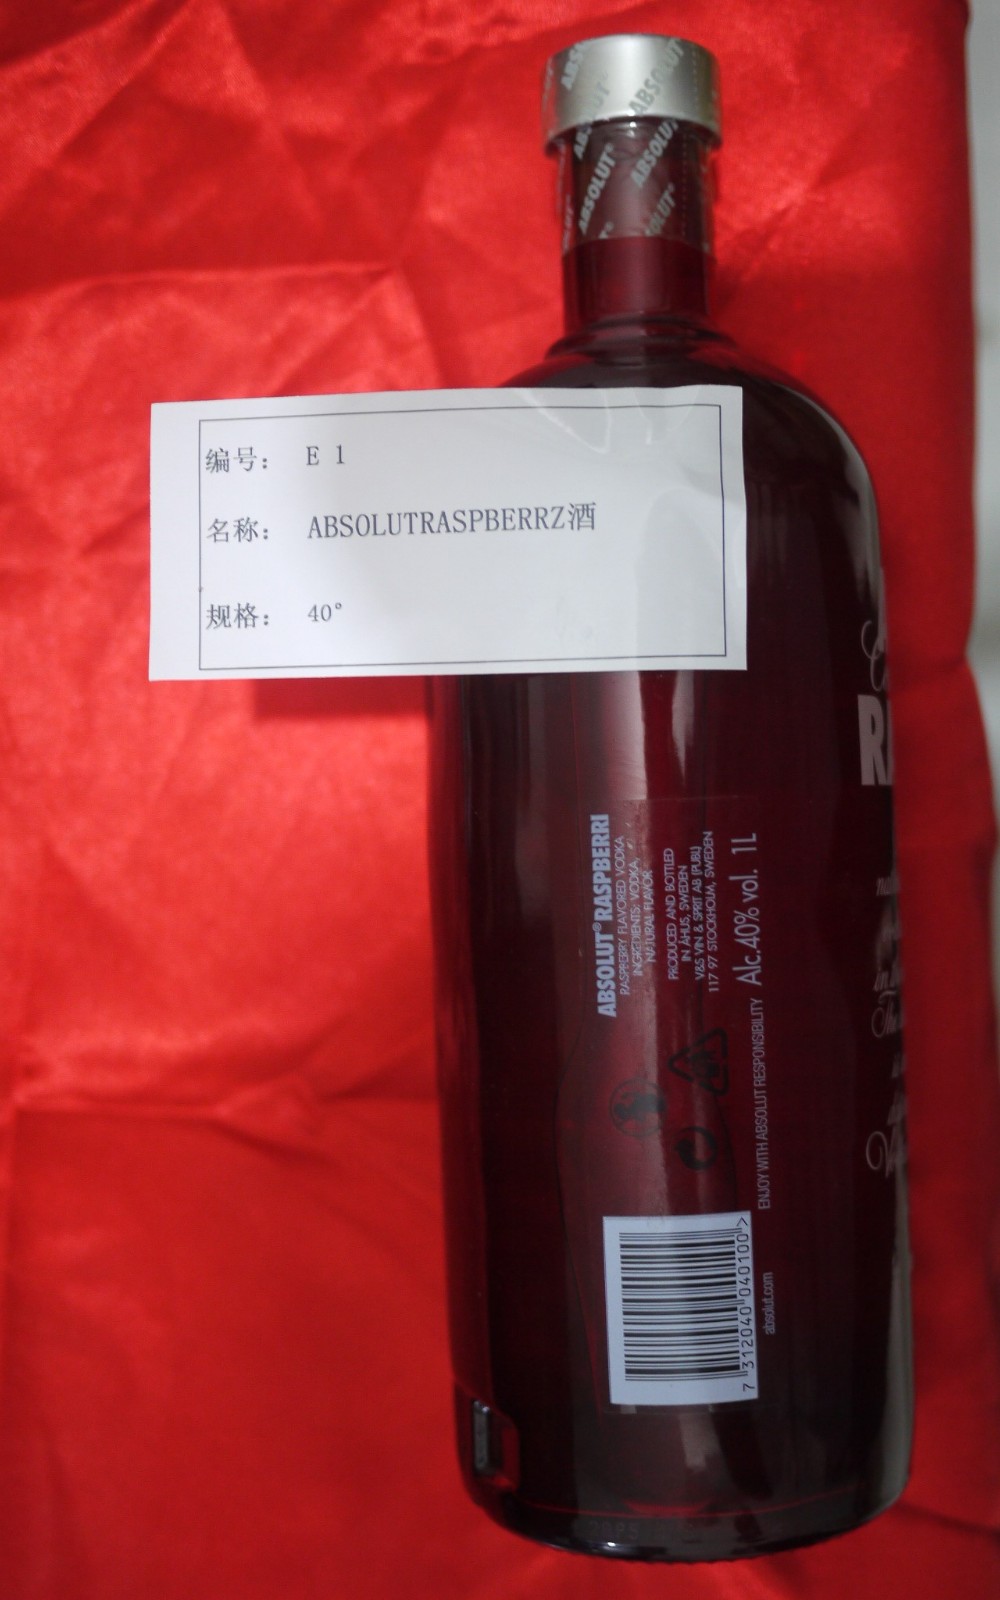 ABSOLUT
ABSOLUT
ABSOLUT
编号： E 1
名称： ABSOLUTRASPBERRZ酒
规格： 40°
ABSOLUT® RASPBERRI
RASPBERRY FLAVORED VODKA
INGREDIENTS: VODKA,
NATURAL FLAVOR
PRODUCED AND BOTTLED
IN ÅHUS, SWEDEN
V&S VIN & SPRIT AB (PUBL)
117 97 STOCKHOLM, SWEDEN
Alc.40% vol. 1L
ENJOY WITH ABSOLUT RESPONSIBILITY
absolut.com
7 312040 040100 >